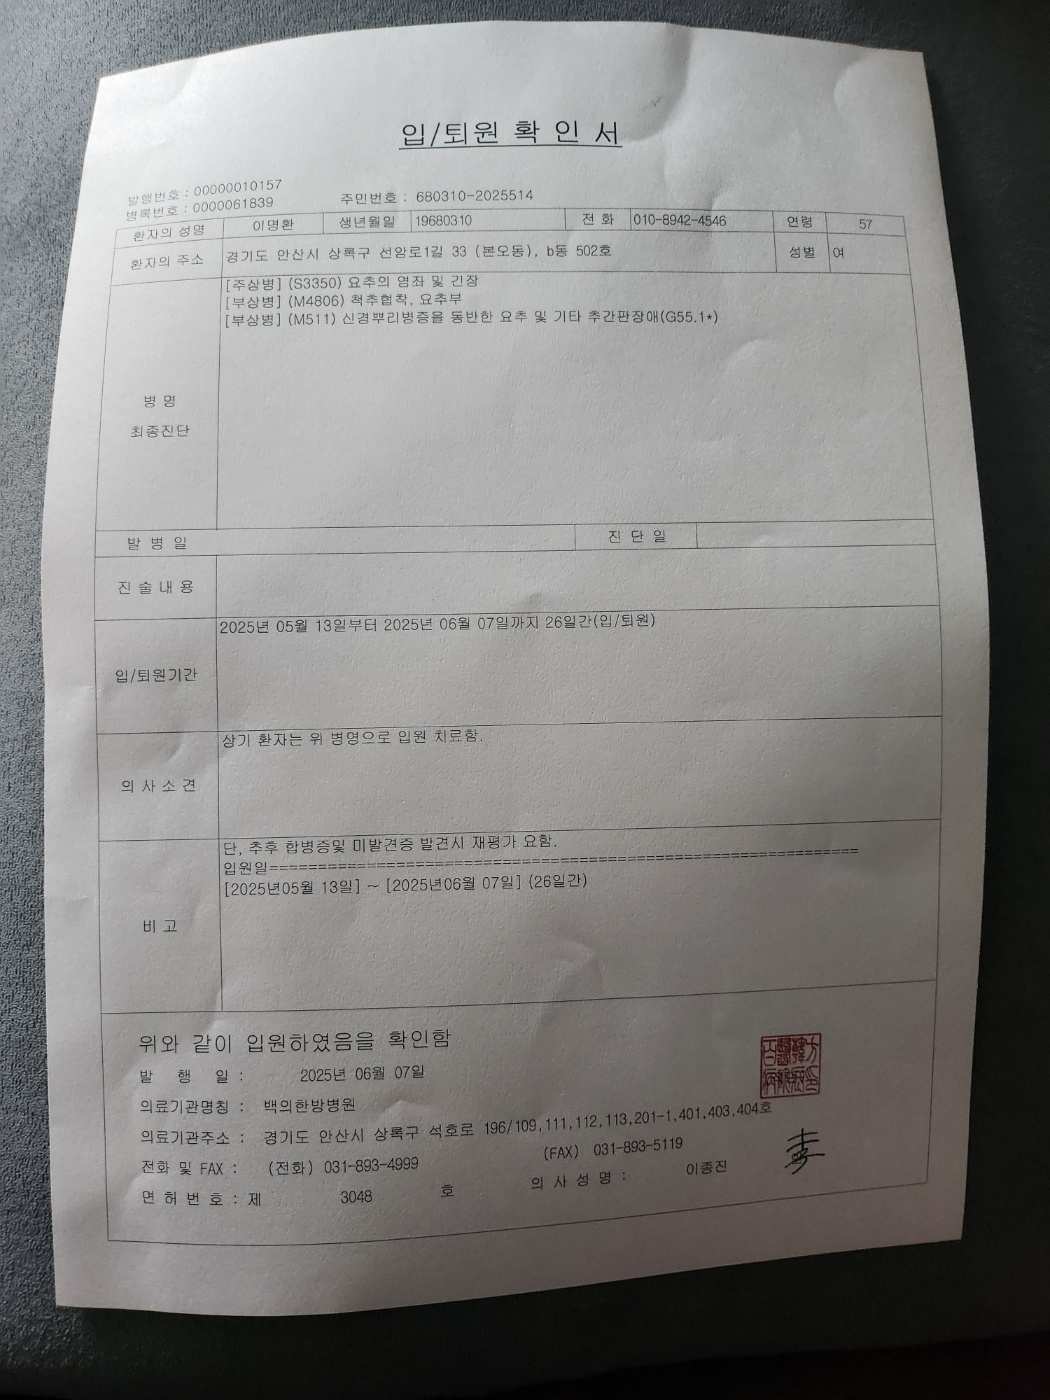 입/퇴원 확 인 서
발행번호 : 00000010157
병록번호 : 0000061839
주민번호 : 680310-2025514
환자의 성명 이명환 생년월일 19680310 전 화 010-8942-4546 연령 57
환자의 주소 경기도 안산시 상록구 선암로1길 33 (본오동), b동 502호 성별 여
[주상병] (S3350) 요추의 염좌 및 긴장
[부상병] (M4806) 척추협착, 요추부
[부상병] (M511) 신경뿌리병증을 동반한 요추 및 기타 추간판장애(G55.1*)
병 명
최종진단
발 병 일 진 단 일
진 술 내 용
2025년 05월 13일부터 2025년 06월 07일까지 26일간(입/퇴원)
입/퇴원기간
상기 환자는 위 병명으로 입원 치료함.
의 사 소 견
단, 추후 합병증및 미발견증 발견시 재평가 요함.
입원일=============================================================
[2025년05월 13일] ~ [2025년06월 07일] (26일간)
비 고
위와 같이 입원하였음을 확인함
발 행 일 : 2025년 06월 07일
의료기관명칭 : 백의한방병원
의료기관주소 : 경기도 안산시 상록구 석호로 196/109,111,112,113,201-1,401,403,404호
전화 및 FAX : (전화) 031-893-4999 (FAX) 031-893-5119
면 허 번 호 : 제 3048 호 의 사 성 명 : 이종진